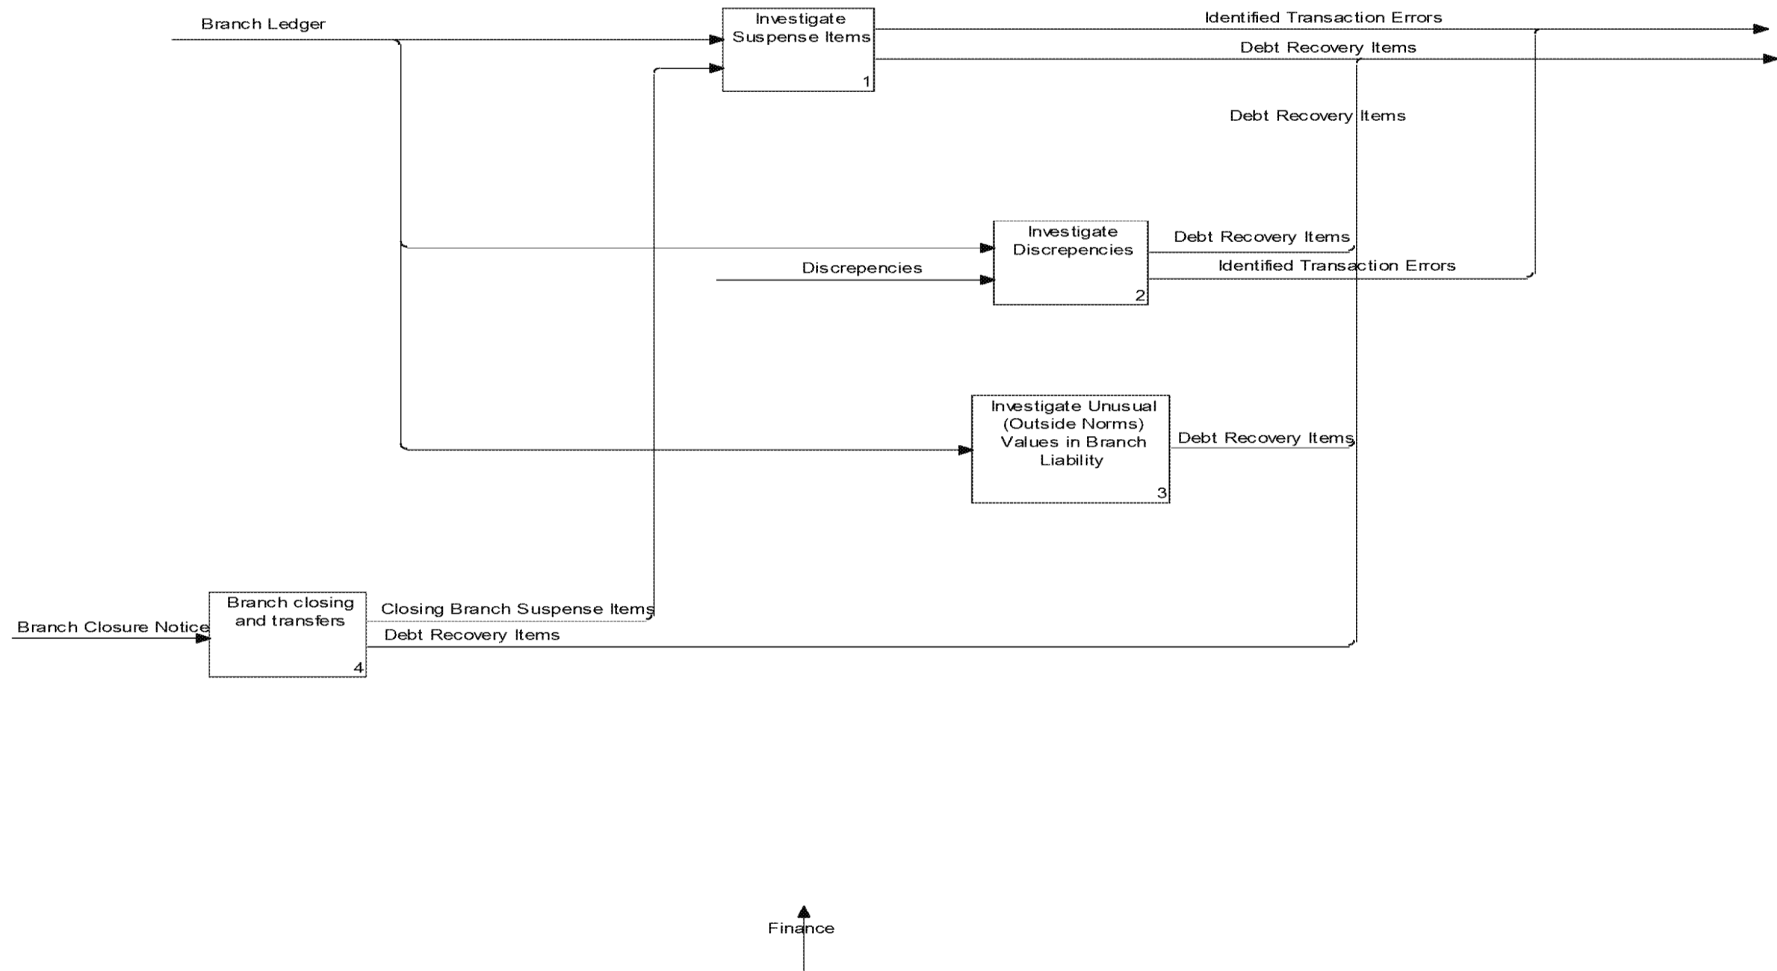 Branch Ledger
Investigate
Suspense Items
1
Identified Transaction Errors
Debt Recovery Items
Debt Recovery Items
Investigate
Discrepencies
2
Debt Recovery Items
Identified Transaction Errors
Discrepencies
Investigate Unusual
(Outside Norms)
Values in Branch
Liability
3
Debt Recovery Items
Branch closing
and transfers
4
Closing Branch Suspense Items
Debt Recovery Items
Branch Closure Notice
Finance